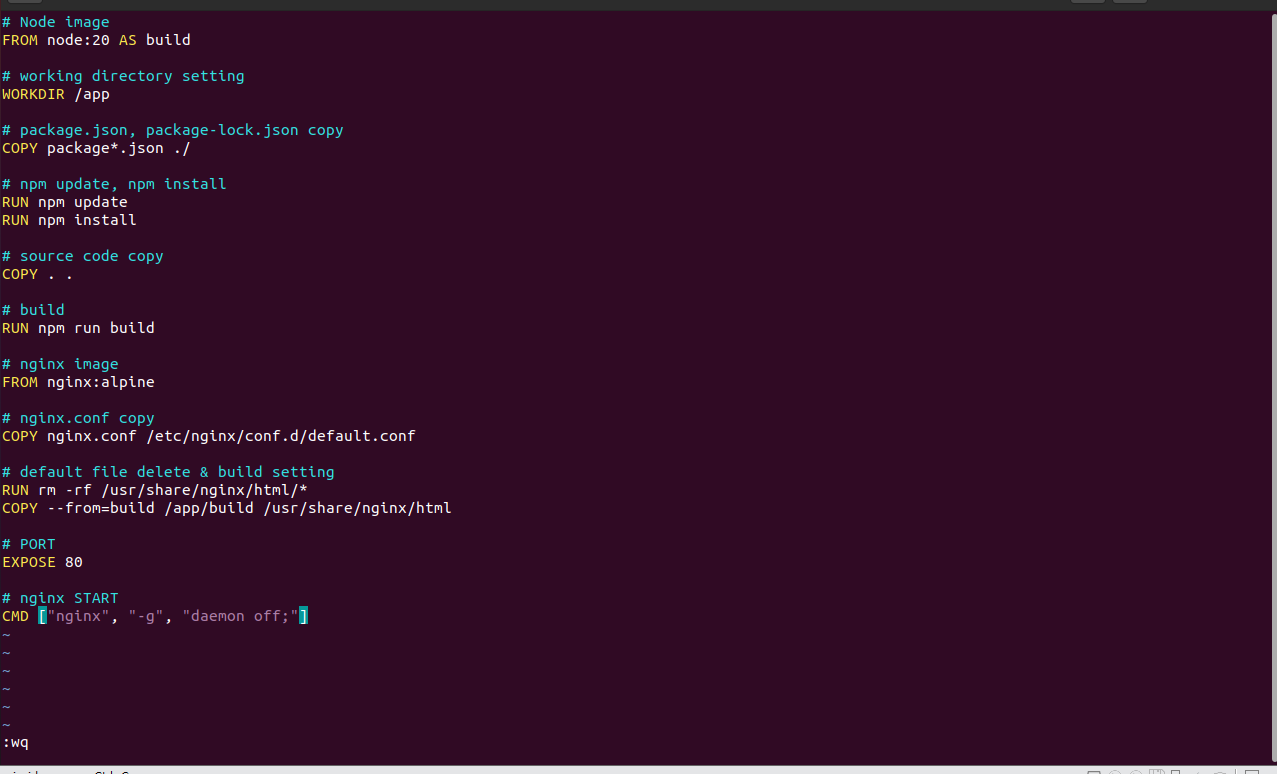 # Node image
FROM node:20 AS build
# working directory setting
WORKDIR /app
# package.json, package-lock.json copy
COPY package*.json ./
# npm update, npm install
RUN npm update
RUN npm install
# source code copy
COPY . .
# build
RUN npm run build
# nginx image
FROM nginx:alpine
# nginx.conf copy
COPY nginx.conf /etc/nginx/conf.d/default.conf
# default file delete & build setting
RUN rm -rf /usr/share/nginx/html/*
COPY --from=build /app/build /usr/share/nginx/html
# PORT
EXPOSE 80
# nginx START
CMD ["nginx", "-g", "daemon off;"]
~
~
~
~
~
~
:wq